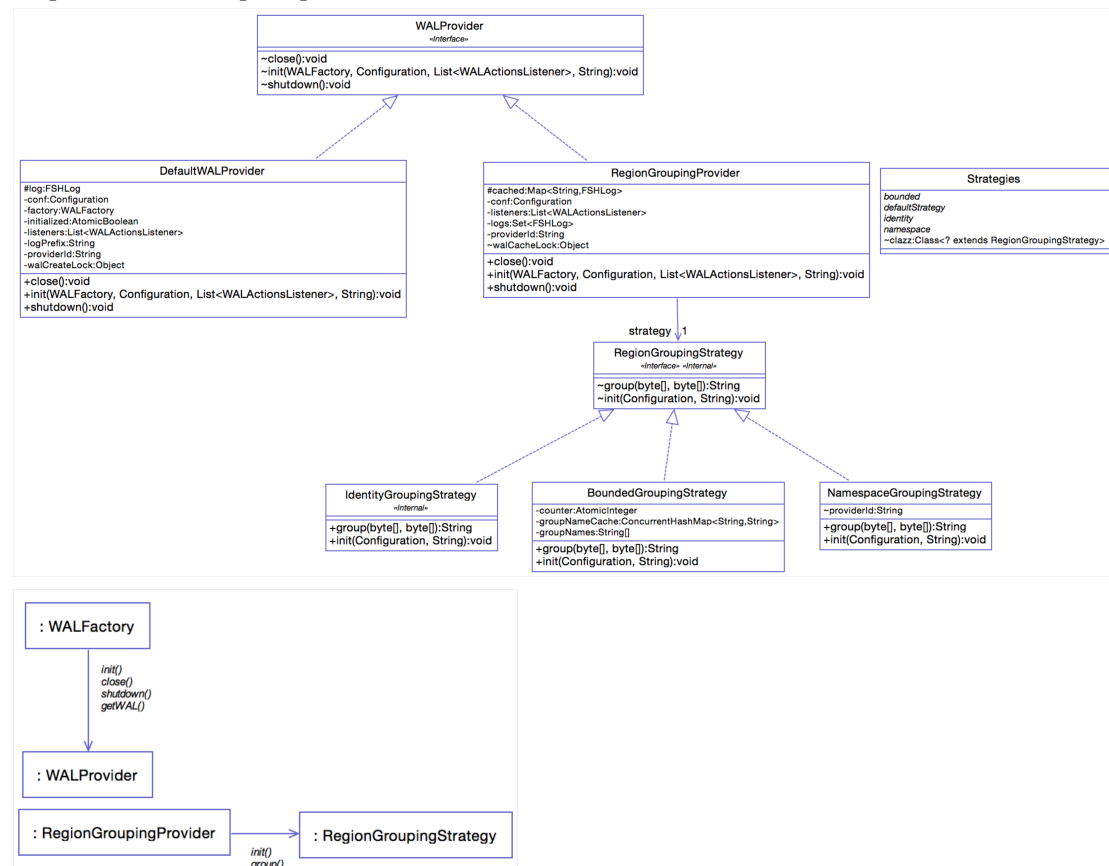 WALProvider
«Interface»
~close():void
~init(WALFactory, Configuration, List<WALActionsListener>, String):void
~shutdown():void
DefaultWALProvider
#log:FSHLog
-conf:Configuration
-factory:WALFactory
-initialized:AtomicBoolean
-listeners:List<WALActionsListener>
-logPrefix:String
-providerId:String
-walCreateLock:Object
+close():void
+init(WALFactory, Configuration, List<WALActionsListener>, String):void
+shutdown():void
RegionGroupingProvider
#cached:Map<String,FSHLog>
-conf:Configuration
-listeners:List<WALActionsListener>
-logs:Set<FSHLog>
-providerId:String
~walCacheLock:Object
+close():void
+init(WALFactory, Configuration, List<WALActionsListener>, String):void
+shutdown():void
Strategies
bounded
defaultStrategy
identity
namespace
~clazz:Class<? extends RegionGroupingStrategy>
strategy 1
RegionGroupingStrategy
«Interface» «Internal»
~group(byte[], byte[]):String
~init(Configuration, String):void
IdentityGroupingStrategy
«Internal»
+group(byte[], byte[]):String
+init(Configuration, String):void
BoundedGroupingStrategy
-counter:AtomicInteger
-groupNameCache:ConcurrentHashMap<String,String>
-groupNames:String[]
+group(byte[], byte[]):String
+init(Configuration, String):void
NamespaceGroupingStrategy
~providerId:String
+group(byte[], byte[]):String
+init(Configuration, String):void
: WALFactory
init()
close()
shutdown()
getWAL()
: WALProvider
: RegionGroupingProvider
: RegionGroupingStrategy
init()
group()